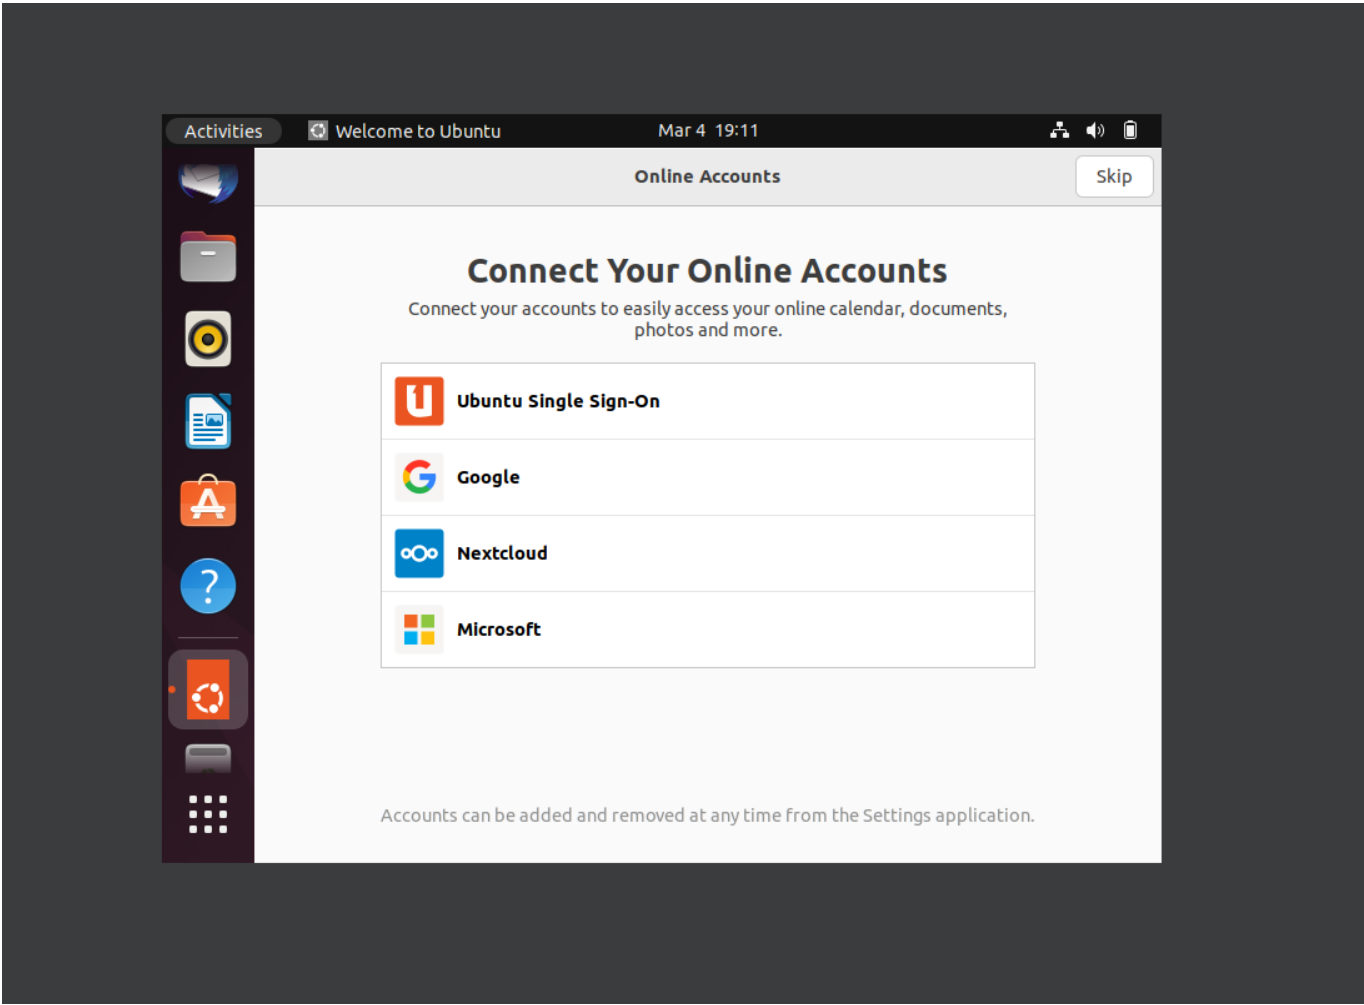 Activities
Welcome to Ubuntu
Mar 4 19:11
Online Accounts
Skip
Connect Your Online Accounts
Connect your accounts to easily access your online calendar, documents,
photos and more.
Ubuntu Single Sign-On
Google
Nextcloud
Microsoft
Accounts can be added and removed at any time from the Settings application.